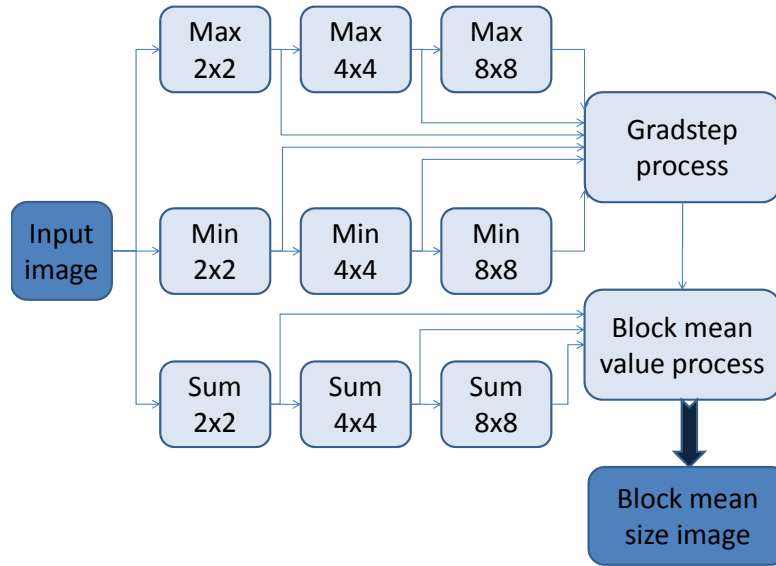 Max
2x2
Max
4x4
Max
8x8
Gradstep
process
Input
image
Min
2x2
Min
4x4
Min
8x8
Block mean
value process
Sum
2x2
Sum
4x4
Sum
8x8
Block mean
size image